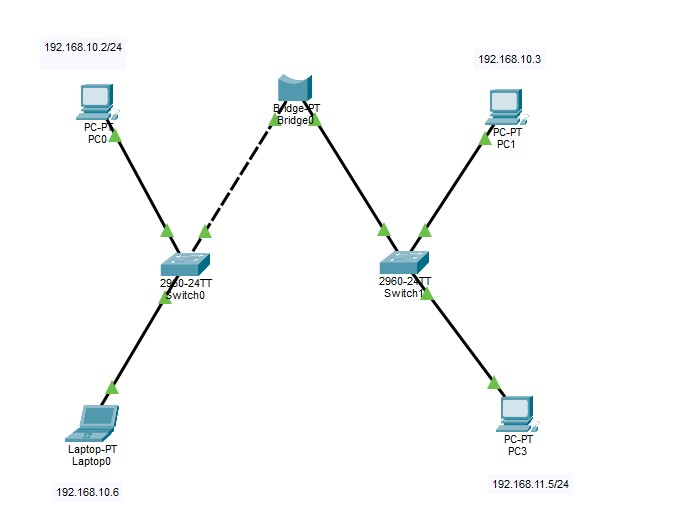 192.168.10.2/24
192.168.10.3
Bridge-PT
Bridge0
PC-PT
PC0
PC-PT
PC1
2960-24TT
Switch0
2960-24TT
Switch1
PC-PT
PC3
Laptop-PT
Laptop0
192.168.11.5/24
192.168.10.6